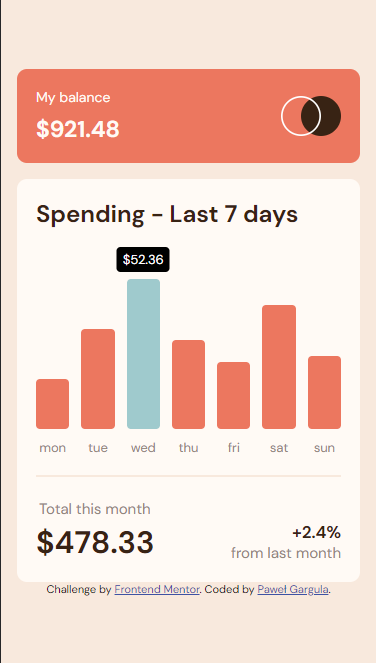 My balance
$921.48
Spending - Last 7 days
$52.36
mon tue wed thu fri sat sun
Total this month
$478.33
+2.4%
from last month
Challenge by Frontend Mentor. Coded by Paweł Gargula.